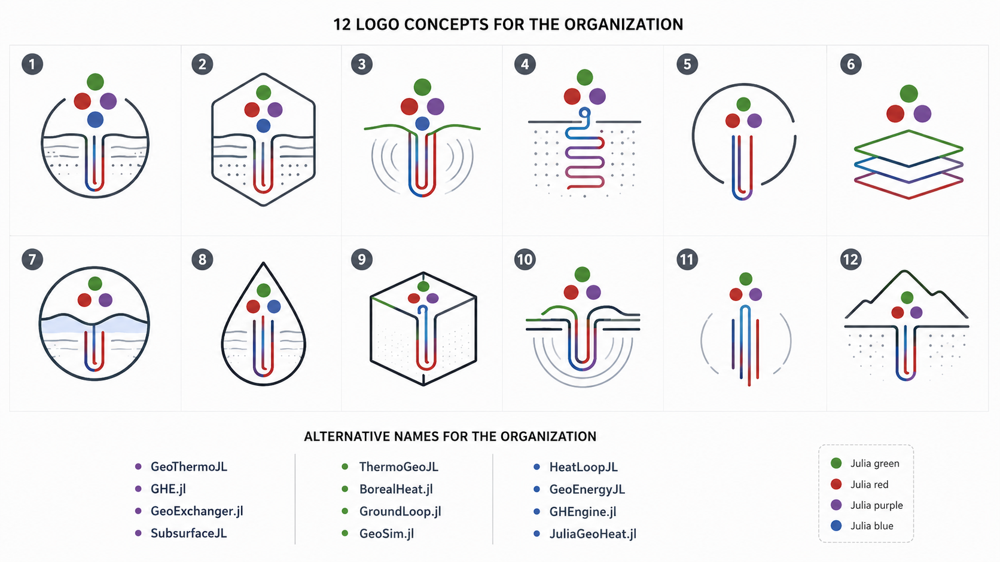 12 LOGO CONCEPTS FOR THE ORGANIZATION
1
2
3
4
5
6
7
8
9
10
11
12
ALTERNATIVE NAMES FOR THE ORGANIZATION
GeoThermoJL
GHE.jl
GeoExchanger.jl
SubsurfaceJL
ThermoGeoJL
BorealHeat.jl
GroundLoop.jl
GeoSim.jl
HeatLoopJL
GeoEnergyJL
GHEngine.jl
JuliaGeoHeat.jl
Julia green
Julia red
Julia purple
Julia blue